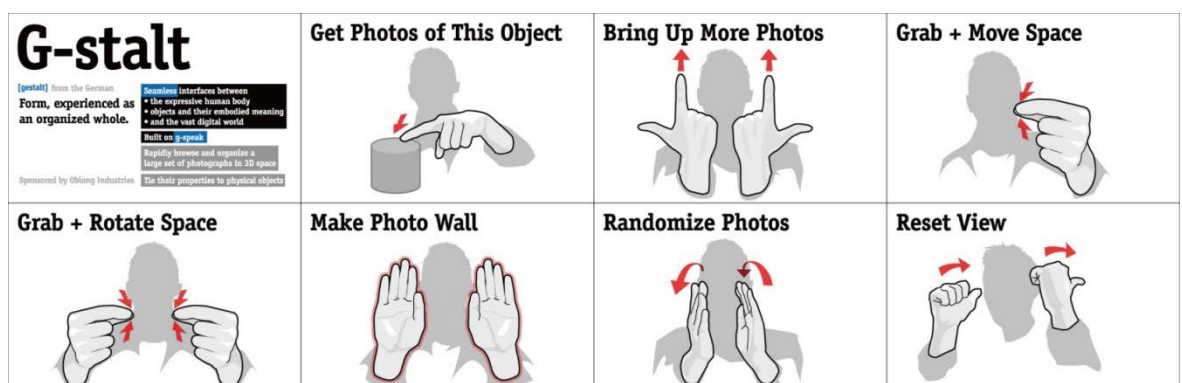 G-stalt
[gestalt] from the German
Form, experienced as
an organized whole.
Sponsored by Oblong Industries
Seamless interfaces between
• the expressive human body
• objects and their embodied meaning
• and the vast digital world
Built on g-speak
Rapidly browse and organize a
large set of photographs in 3D space
Tie their properties to physical objects
Get Photos of This Object
Bring Up More Photos
Grab + Move Space
Grab + Rotate Space
Make Photo Wall
Randomize Photos
Reset View